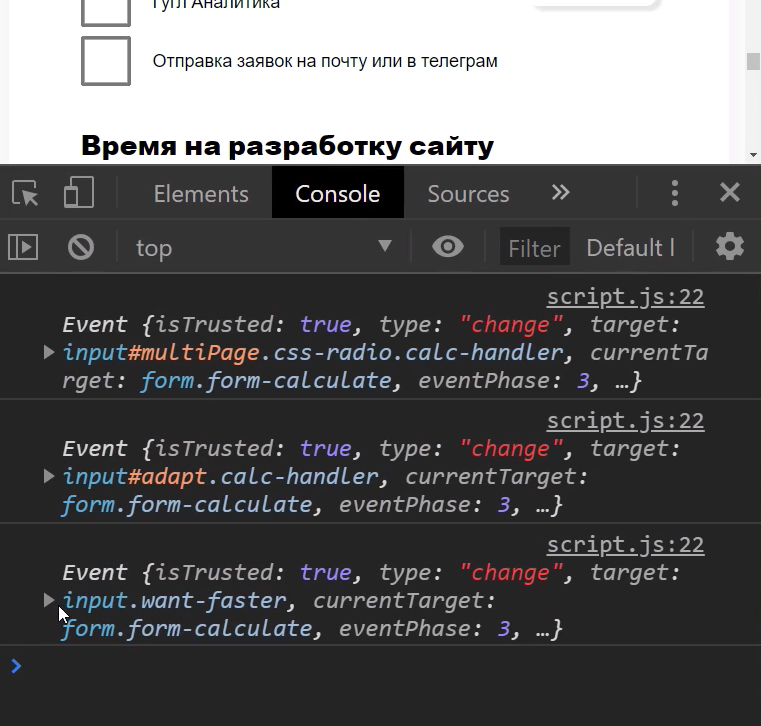 Гугл Аналитика
Отправка заявок на почту или в телеграм
Время на разработку сайту
Elements Console Sources
top Filter Default l
script.js:22
Event {isTrusted: true, type: "change", target:
input#multiPage.css-radio.calc-handler, currentTa
rget: form.form-calculate, eventPhase: 3, …}
script.js:22
Event {isTrusted: true, type: "change", target:
input#adapt.calc-handler, currentTarget:
form.form-calculate, eventPhase: 3, …}
script.js:22
Event {isTrusted: true, type: "change", target:
input.want-faster, currentTarget:
form.form-calculate, eventPhase: 3, …}